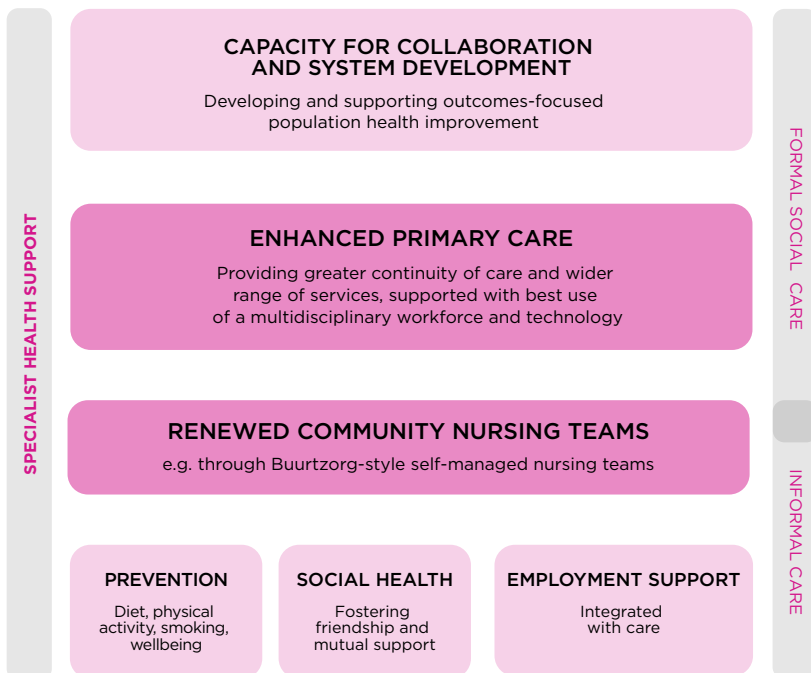 SPECIALIST HEALTH SUPPORT
CAPACITY FOR COLLABORATION
AND SYSTEM DEVELOPMENT
Developing and supporting outcomes-focused
population health improvement
ENHANCED PRIMARY CARE
Providing greater continuity of care and wider
range of services, supported with best use
of a multidisciplinary workforce and technology
RENEWED COMMUNITY NURSING TEAMS
e.g. through Buurtzorg-style self-managed nursing teams
PREVENTION
Diet, physical
activity, smoking,
wellbeing
SOCIAL HEALTH
Fostering
friendship and
mutual support
EMPLOYMENT SUPPORT
Integrated
with care
FORMAL SOCIAL CARE
INFORMAL CARE